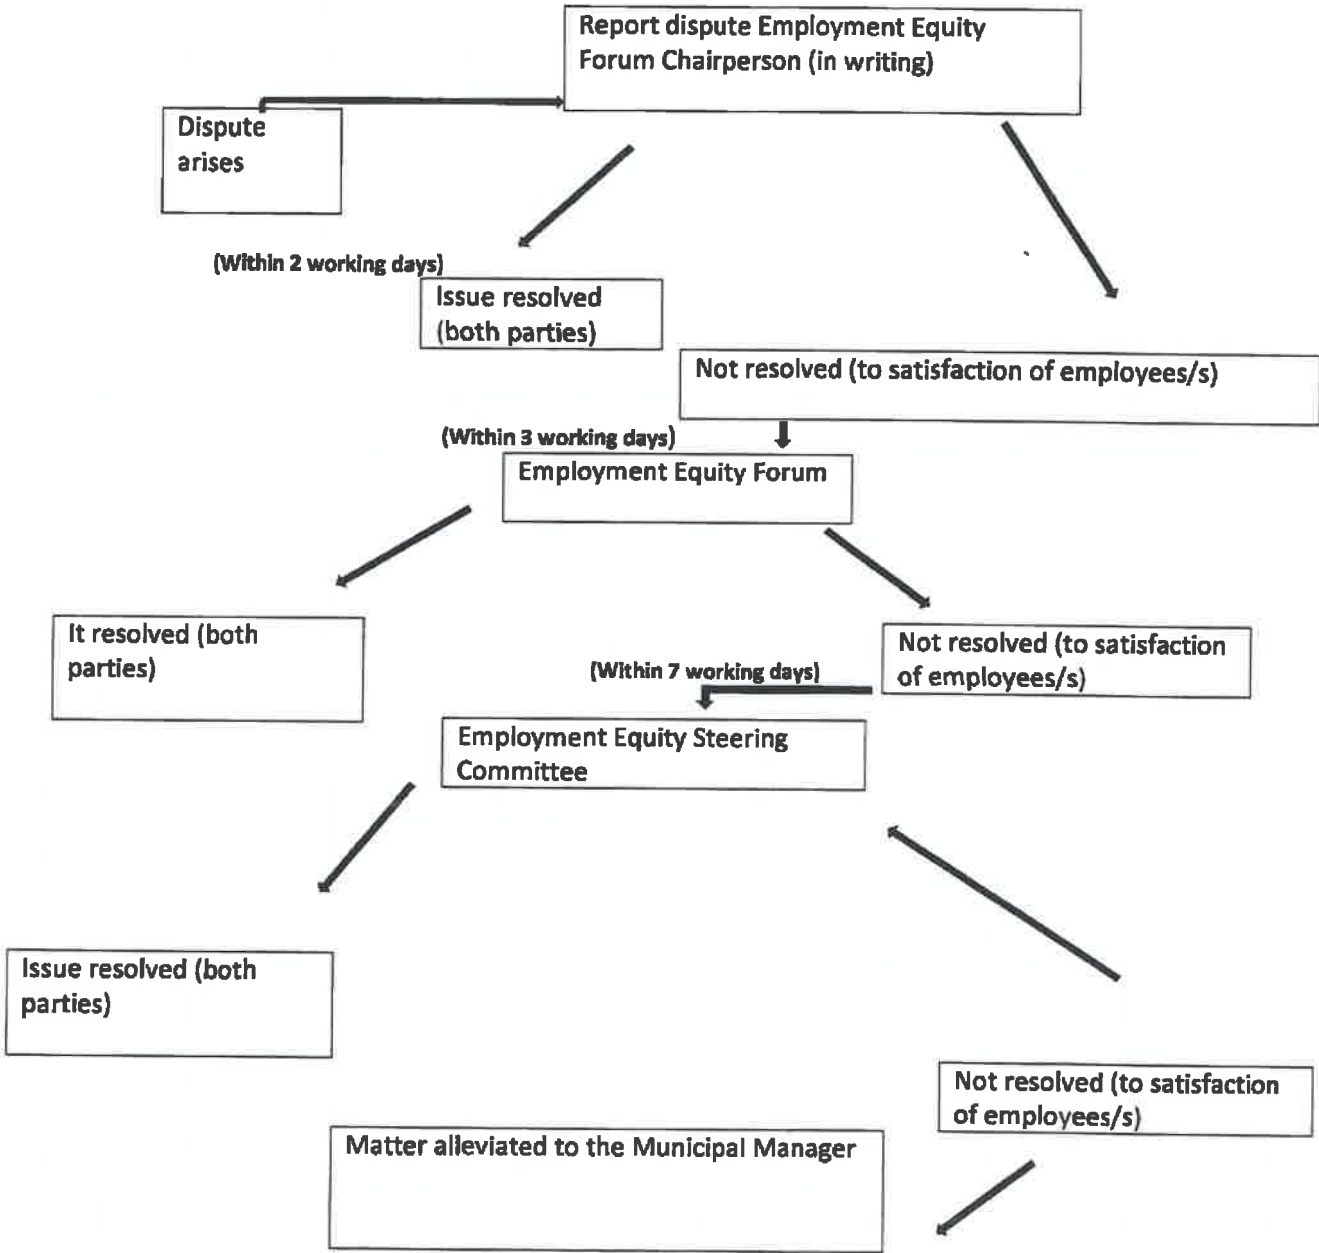 Report dispute Employment Equity
Forum Chairperson (in writing)
Dispute
arises
(Within 2 working days)
Issue resolved
(both parties)
Not resolved (to satisfaction of employees/s)
(Within 3 working days)
Employment Equity Forum
It resolved (both
parties)
Not resolved (to satisfaction
of employees/s)
(Within 7 working days)
Employment Equity Steering
Committee
Issue resolved (both
parties)
Not resolved (to satisfaction
of employees/s)
Matter alleviated to the Municipal Manager